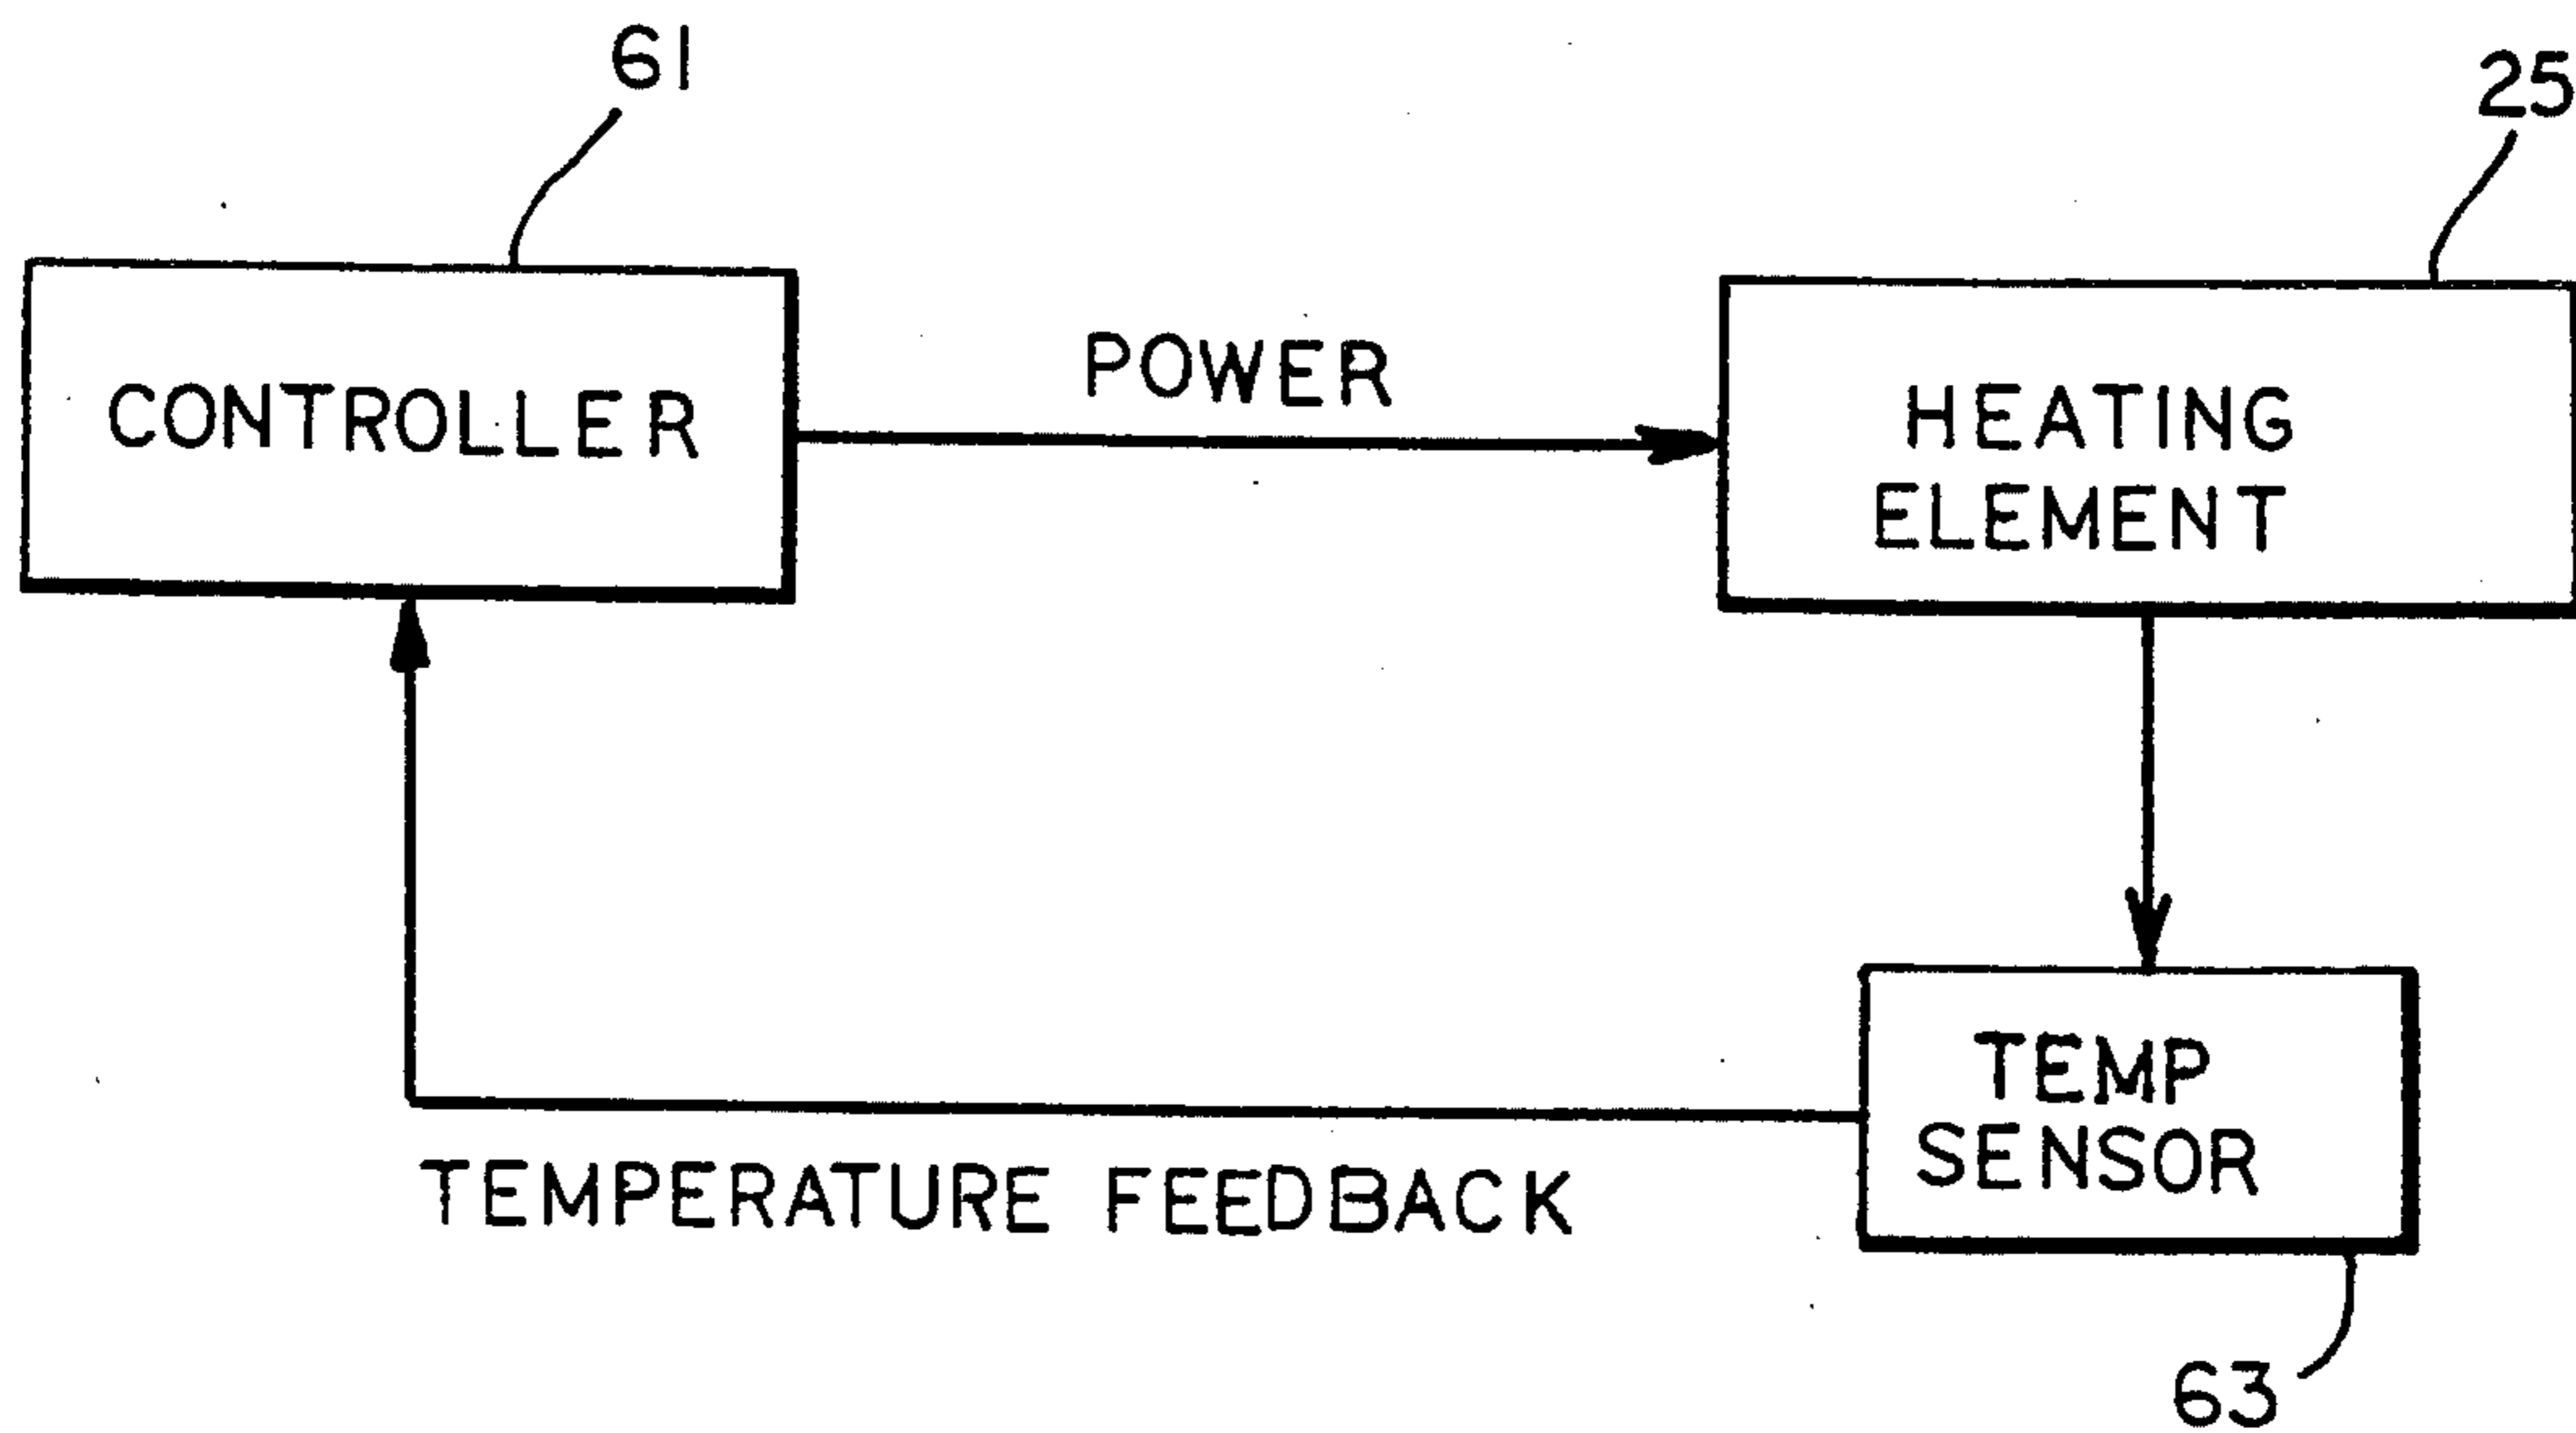 61
25
CONTROLLER
POWER
HEATING
ELEMENT
TEMP
SENSOR
TEMPERATURE FEEDBACK
63